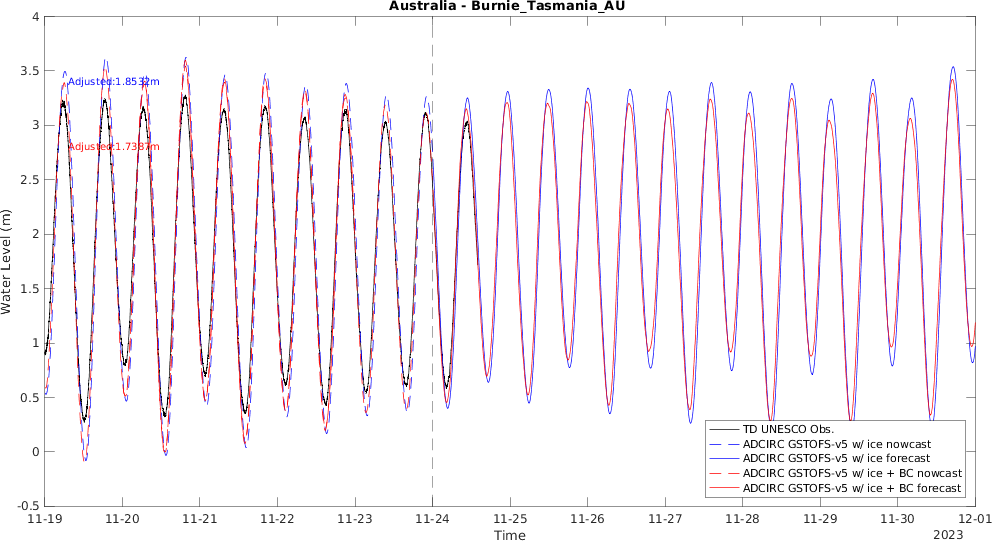 Australia - Burnie_Tasmania_AU
4
3.5
3
2.5
2
1.5
1
0.5
0
-0.5
Water Level (m)
Adjusted:1.8532m
Adjusted:1.7387m
TD UNESCO Obs.
ADCIRC GSTOFS-v5 w/ ice nowcast
ADCIRC GSTOFS-v5 w/ ice forecast
ADCIRC GSTOFS-v5 w/ ice + BC nowcast
ADCIRC GSTOFS-v5 w/ ice + BC forecast
11-19 11-20 11-21 11-22 11-23 11-24 11-25 11-26 11-27 11-28 11-29 11-30 12-01
Time
2023